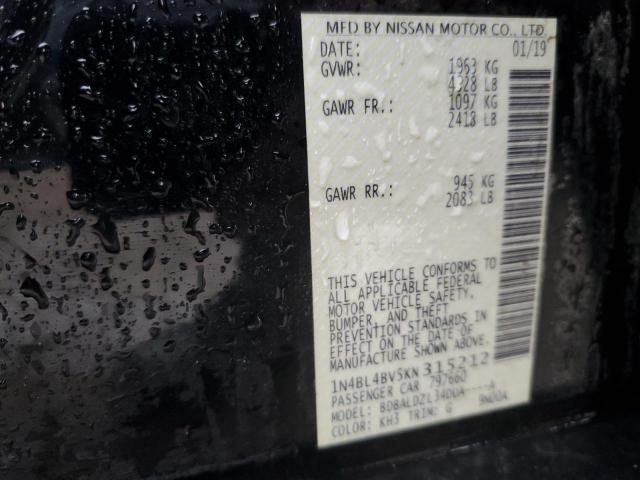 MFD BY NISSAN MOTOR CO., LTD.
DATE: 01/19
GVWR: 1963 KG
4328 LB
GAWR FR.: 1097 KG
2418 LB
GAWR RR.: 945 KG
2083 LB
THIS VEHICLE CONFORMS TO
ALL APPLICABLE FEDERAL
MOTOR VEHICLE SAFETY,
BUMPER, AND THEFT
PREVENTION STANDARDS IN
EFFECT ON THE DATE OF
MANUFACTURE SHOWN ABOVE.
1N4BL4BV5KN315212
PASSENGER CAR 797660
MODEL: BDBALDZL34DUA----A
COLOR: KH3 TRIM: G 9N00A